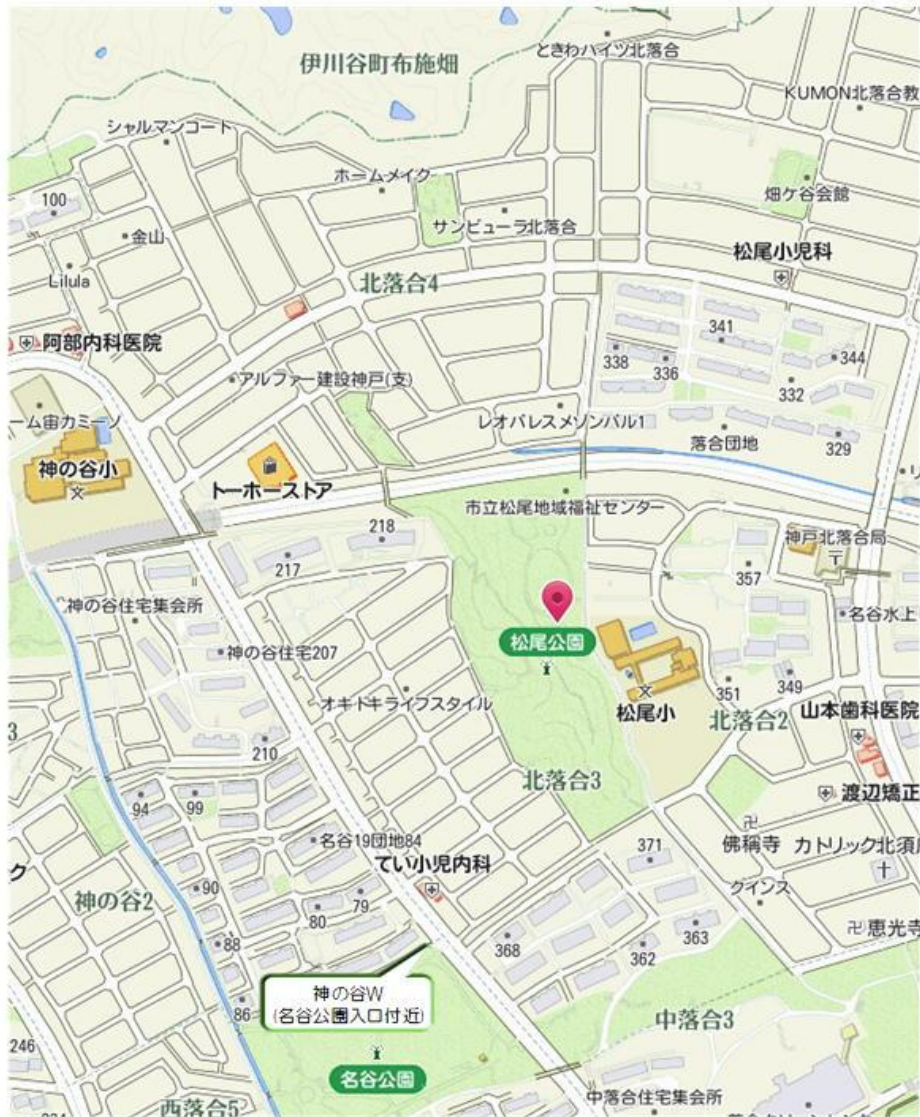 ときわハイツ北落合
伊川谷町布施畑
KUMON北落合教
シャルマンコート
ホームメイク
畑ケ谷会館
100
金山
サンビューラ北落合
松尾小児科
Lilula
北落合4
341
阿部内科医院
338
336
344
332
アルファー建設神戸(支)
ーム宙カミーノ
レオパレスメゾンパル1
落合団地
329
神の谷小
トーホーストア
リ
市立松尾地域福祉センター
218
217
神戸北落合局
357
神の谷住宅集会所
松尾公園
名谷水上
神の谷住宅207
351
349
オキドキライフスタイル
松尾小
北落合2
山本歯科医院
3
210
北落合3
渡辺矯正
94
99
名谷19団地84
371
佛稱寺
カトリック北須
てい小児内科
ク
クインス
神の谷2
90
80
79
恵光寺
88
368
362
363
神の谷W
(名谷公園入口付近)
86
中落合3
246
名谷公園
中落合住宅集会所
西落合5